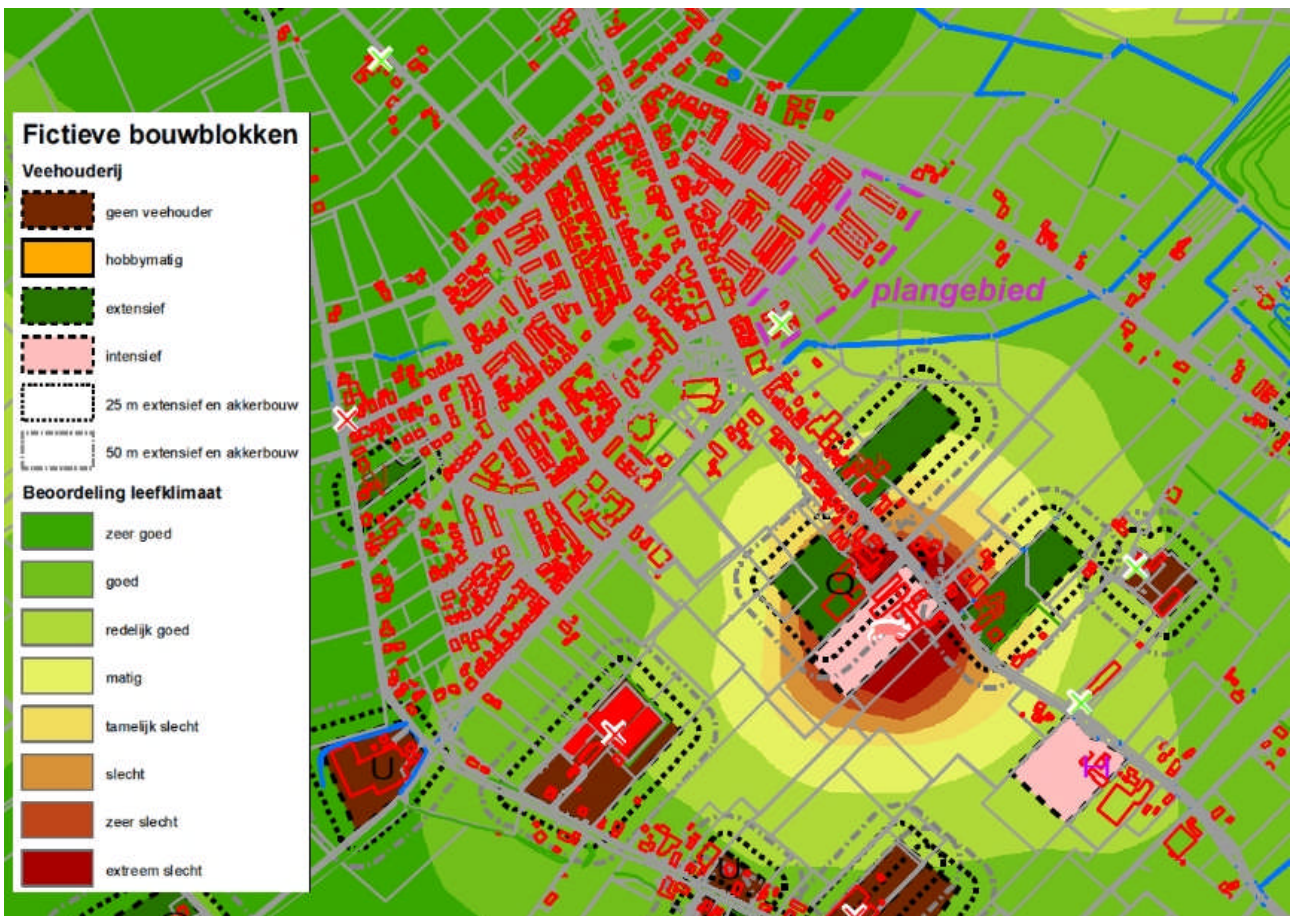 Fictieve bouwblokken
Veehouderij
geen veehouder
hobbymatig
extensief
intensief
25 m extensief en akkerbouw
50 m extensief en akkerbouw
Beoordeling leefklimaat
zeer goed
goed
redelijk goed
matig
tamelijk slecht
slecht
zeer slecht
extreem slecht
plangebied
Q
H
U
U